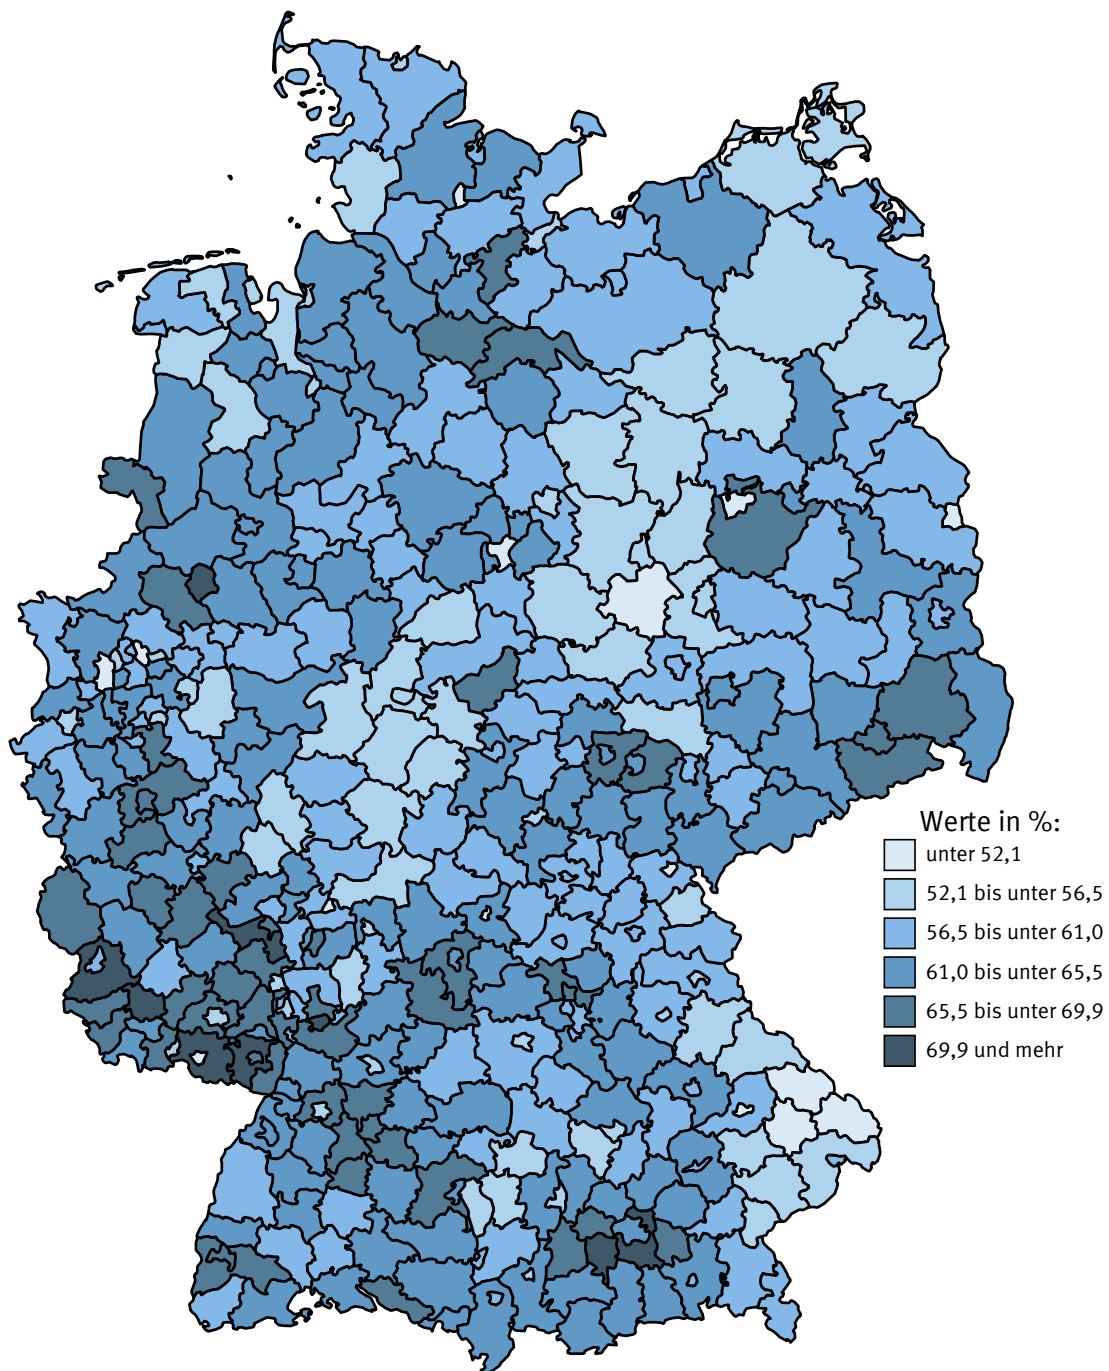 Werte in %:
unter 52,1
52,1 bis unter 56,5
56,5 bis unter 61,0
61,0 bis unter 65,5
65,5 bis unter 69,9
69,9 und mehr